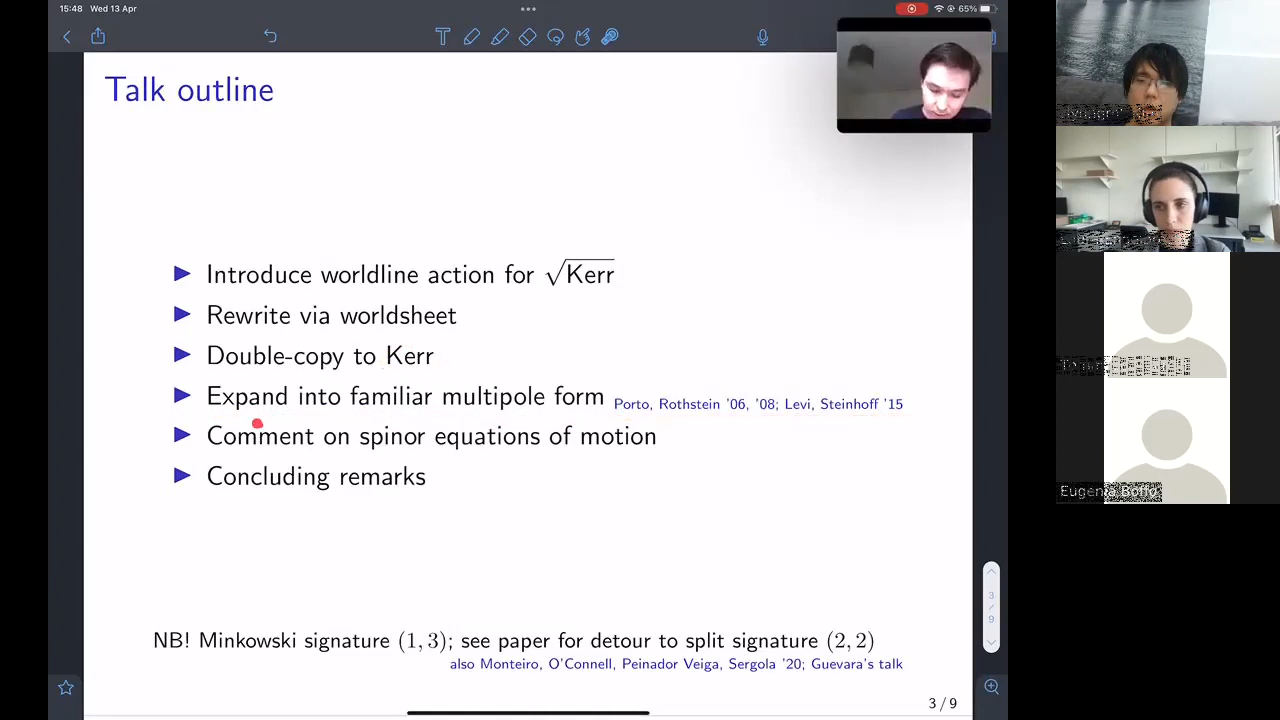 15:48 Wed 13 Apr
65%
Talk outline
Introduce worldline action for √Kerr
Rewrite via worldsheet
Double-copy to Kerr
Expand into familiar multipole form Porto, Rothstein '06, '08; Levi, Steinhoff '15
Comment on spinor equations of motion
Concluding remarks
3
/
9
NB! Minkowski signature (1, 3); see paper for detour to split signature (2, 2)
also Monteiro, O'Connell, Peinador Veiga, Sergola '20; Guevara's talk
3 / 9
Eugenia Boffo